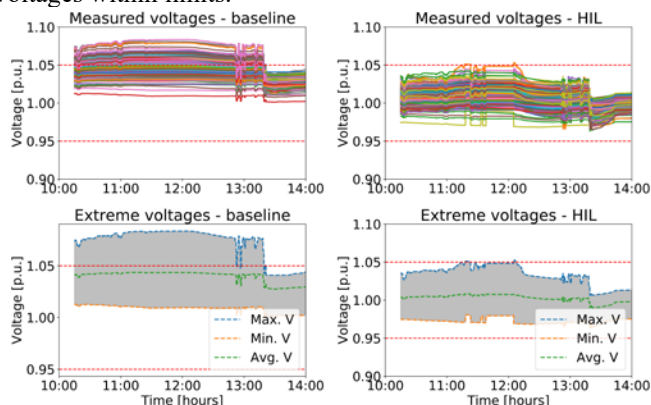 voltages within limits.
Measured voltages - baseline
Measured voltages - HIL
1.10
1.05
1.00
0.95
0.90
Voltage [p.u.]
10:00 11:00 12:00 13:00 14:00
1.10
1.05
1.00
0.95
0.90
Voltage [p.u.]
10:00 11:00 12:00 13:00 14:00
Extreme voltages - baseline
Extreme voltages - HIL
1.05
1.00
0.95
Voltage [p.u.]
Max. V
Min. V
Avg. V
10:00 11:00 12:00 13:00 14:00
Time [hours]
1.10
1.05
1.00
0.95
0.90
Voltage [p.u.]
Max. V
Min. V
Avg. V
10:00 11:00 12:00 13:00 14:00
Time [hours]